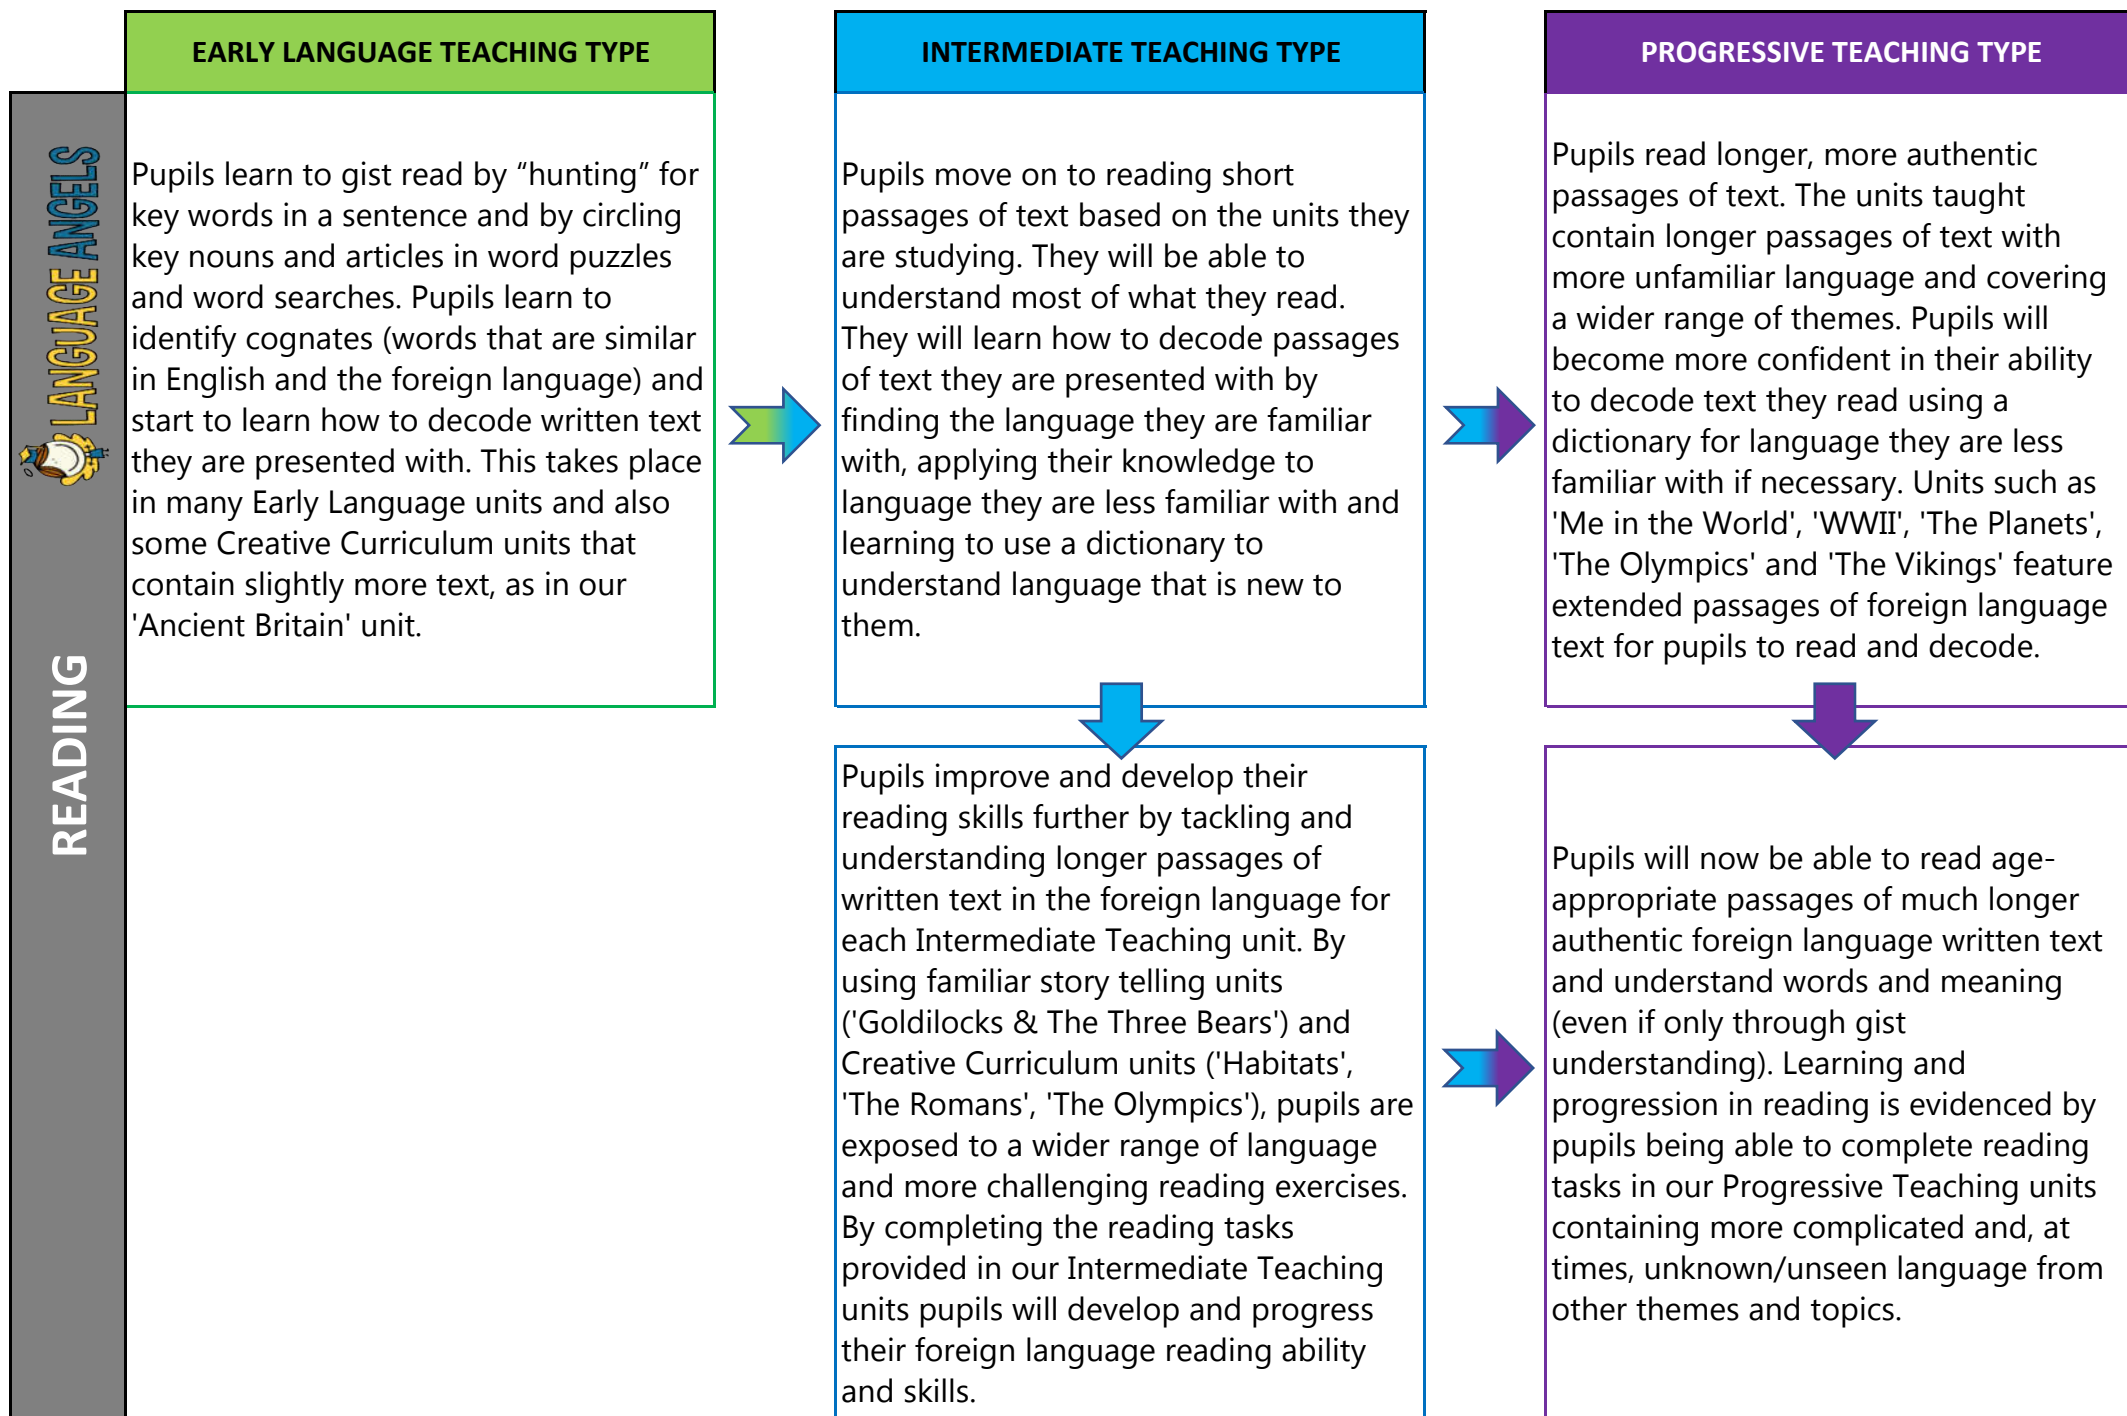 EARLY LANGUAGE TEACHING TYPE
INTERMEDIATE TEACHING TYPE
PROGRESSIVE TEACHING TYPE
LANGUAGE ANGELS
READING
Pupils learn to gist read by “hunting” for
key words in a sentence and by circling
key nouns and articles in word puzzles
and word searches. Pupils learn to
identify cognates (words that are similar
in English and the foreign language) and
start to learn how to decode written text
they are presented with. This takes place
in many Early Language units and also
some Creative Curriculum units that
contain slightly more text, as in our
'Ancient Britain' unit.
Pupils move on to reading short
passages of text based on the units they
are studying. They will be able to
understand most of what they read.
They will learn how to decode passages
of text they are presented with by
finding the language they are familiar
with, applying their knowledge to
language they are less familiar with and
learning to use a dictionary to
understand language that is new to
them.
Pupils read longer, more authentic
passages of text. The units taught
contain longer passages of text with
more unfamiliar language and covering
a wider range of themes. Pupils will
become more confident in their ability
to decode text they read using a
dictionary for language they are less
familiar with if necessary. Units such as
'Me in the World', 'WWII', 'The Planets',
'The Olympics' and 'The Vikings' feature
extended passages of foreign language
text for pupils to read and decode.
Pupils improve and develop their
reading skills further by tackling and
understanding longer passages of
written text in the foreign language for
each Intermediate Teaching unit. By
using familiar story telling units
('Goldilocks & The Three Bears') and
Creative Curriculum units ('Habitats',
'The Romans', 'The Olympics'), pupils are
exposed to a wider range of language
and more challenging reading exercises.
By completing the reading tasks
provided in our Intermediate Teaching
units pupils will develop and progress
their foreign language reading ability
and skills.
Pupils will now be able to read age-
appropriate passages of much longer
authentic foreign language written text
and understand words and meaning
(even if only through gist
understanding). Learning and
progression in reading is evidenced by
pupils being able to complete reading
tasks in our Progressive Teaching units
containing more complicated and, at
times, unknown/unseen language from
other themes and topics.